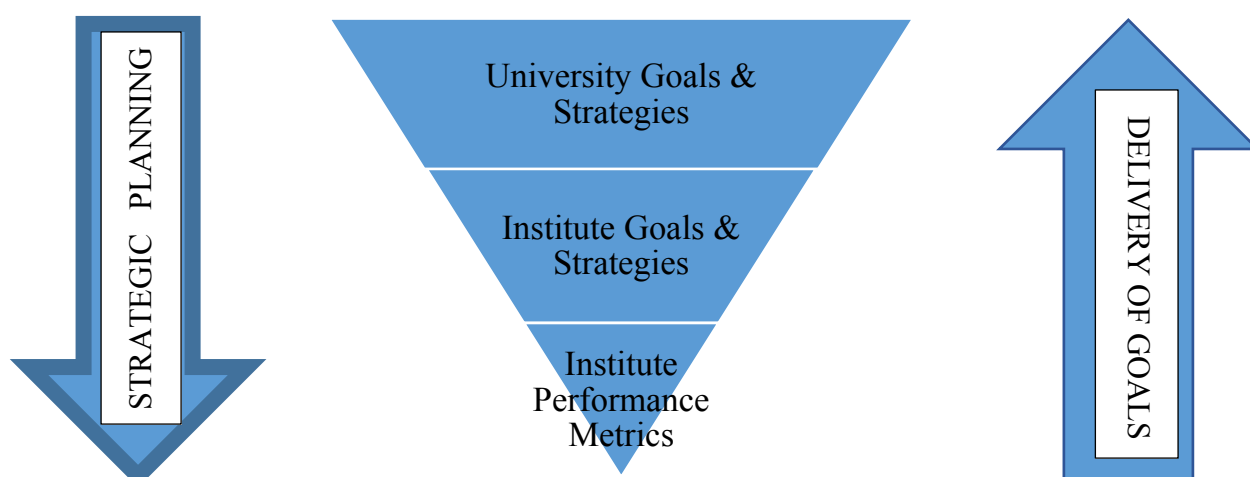 STRATEGIC PLANNING
University Goals &
Strategies
Institute Goals &
Strategies
Institute
Performance
Metrics
DELIVERY OF GOALS